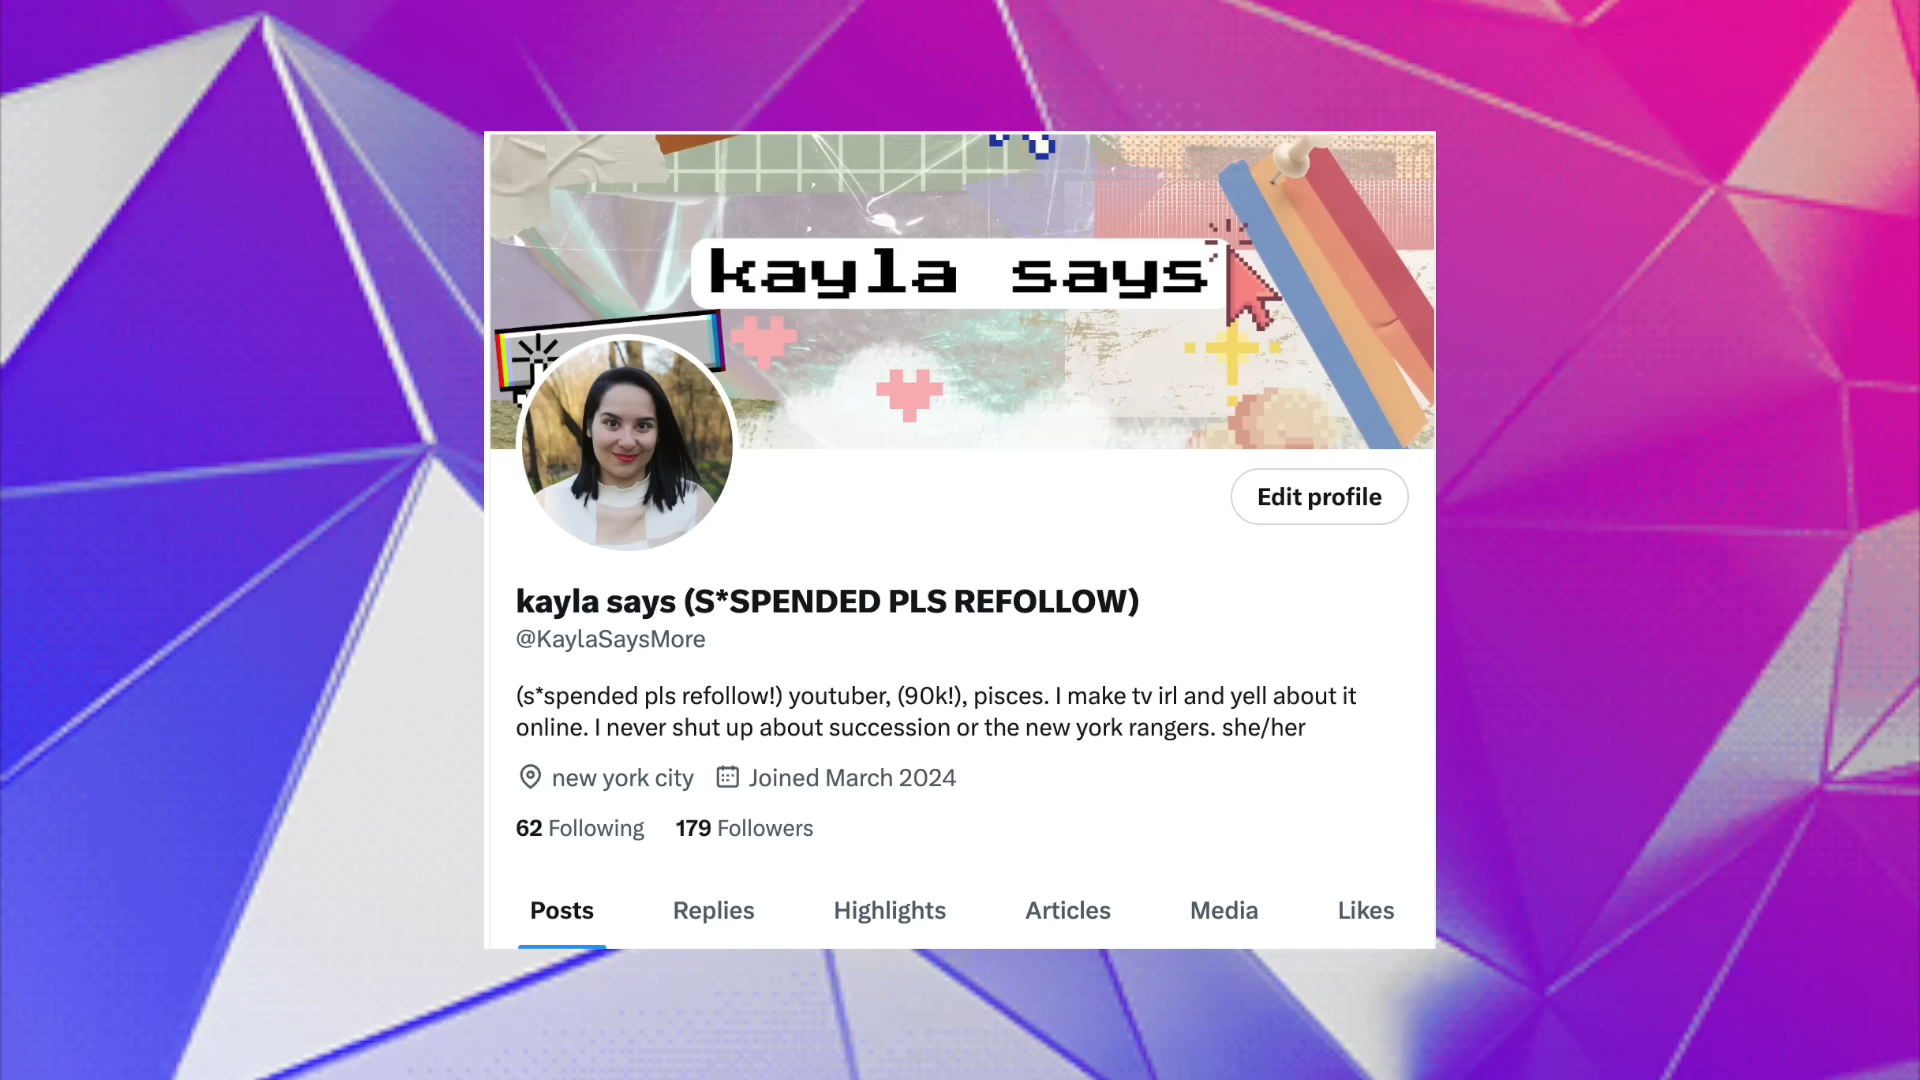 kayla says
Edit profile
kayla says (S*SPENDED PLS REFOLLOW)
@KaylaSaysMore
(s*spended pls refollow!) youtuber, (90k!), pisces. I make tv irl and yell about it
online. I never shut up about succession or the new york rangers. she/her
new york city Joined March 2024
62 Following 179 Followers
Posts Replies Highlights Articles Media Likes